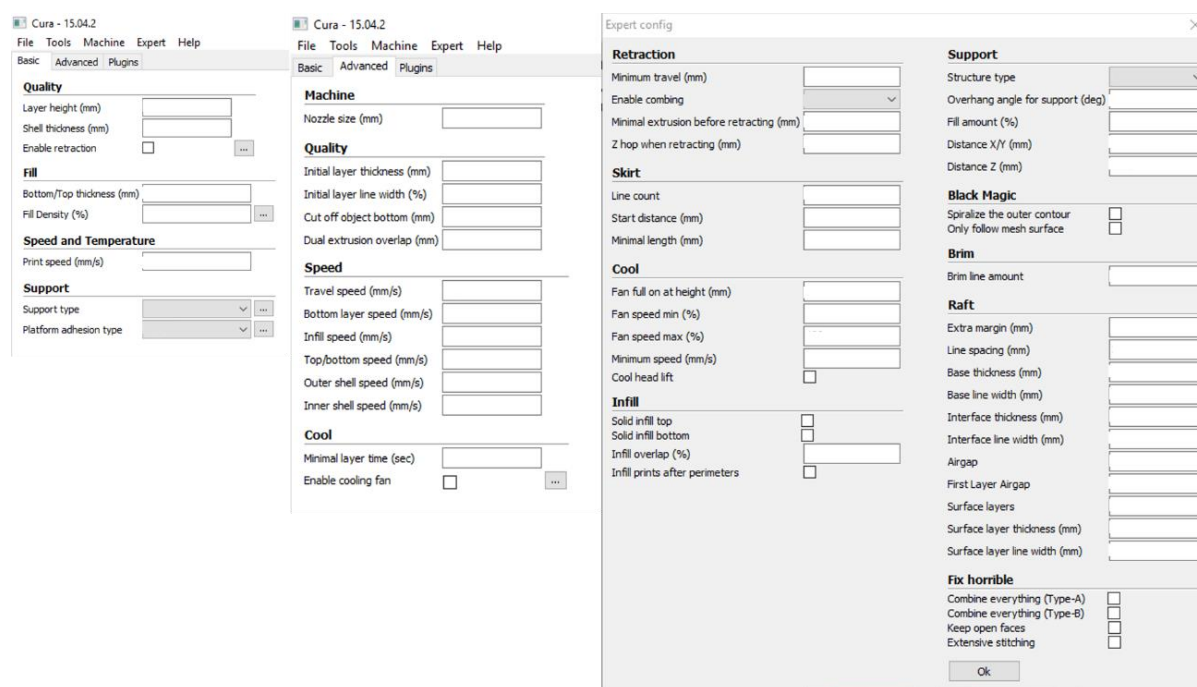 Cura - 15.04.2
File Tools Machine Expert Help
Basic Advanced Plugins
Quality
Layer height (mm)
Shell thickness (mm)
Enable retraction
...
Fill
Bottom/Top thickness (mm)
Fill Density (%)
...
Speed and Temperature
Print speed (mm/s)
Support
Support type
...
Platform adhesion type
...
Cura - 15.04.2
File Tools Machine Expert Help
Basic Advanced Plugins
Machine
Nozzle size (mm)
Quality
Initial layer thickness (mm)
Initial layer line width (%)
Cut off object bottom (mm)
Dual extrusion overlap (mm)
Speed
Travel speed (mm/s)
Bottom layer speed (mm/s)
Infill speed (mm/s)
Top/bottom speed (mm/s)
Outer shell speed (mm/s)
Inner shell speed (mm/s)
Cool
Minimal layer time (sec)
Enable cooling fan
...
Expert config
Retraction
Minimum travel (mm)
Enable combing
Minimal extrusion before retracting (mm)
Z hop when retracting (mm)
Skirt
Line count
Start distance (mm)
Minimal length (mm)
Cool
Fan full on at height (mm)
Fan speed min (%)
Fan speed max (%)
Minimum speed (mm/s)
Cool head lift
Infill
Solid infill top
Solid infill bottom
Infill overlap (%)
Infill prints after perimeters
Support
Structure type
Overhang angle for support (deg)
Fill amount (%)
Distance X/Y (mm)
Distance Z (mm)
Black Magic
Spiralize the outer contour
Only follow mesh surface
Brim
Brim line amount
Raft
Extra margin (mm)
Line spacing (mm)
Base thickness (mm)
Base line width (mm)
Interface thickness (mm)
Interface line width (mm)
Airgap
First Layer Airgap
Surface layers
Surface layer thickness (mm)
Surface layer line width (mm)
Fix horrible
Combine everything (Type-A)
Combine everything (Type-B)
Keep open faces
Extensive stitching
Ok